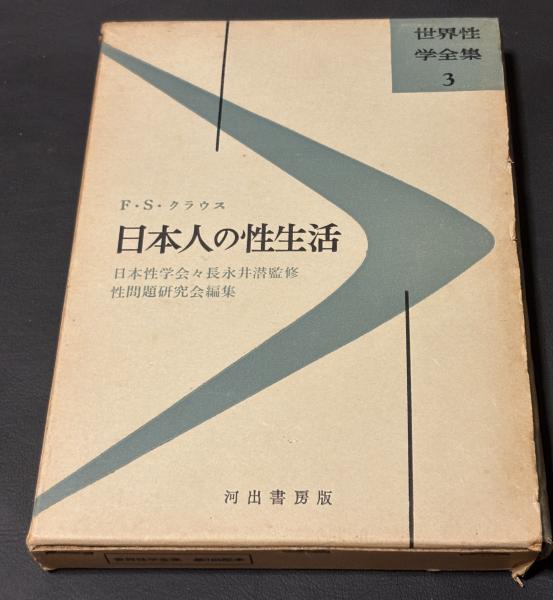 世界性
学全集
3
F・S・クラウス
日本人の性生活
日本性学会々長永井潜監修
性問題研究会編集
河出書房版